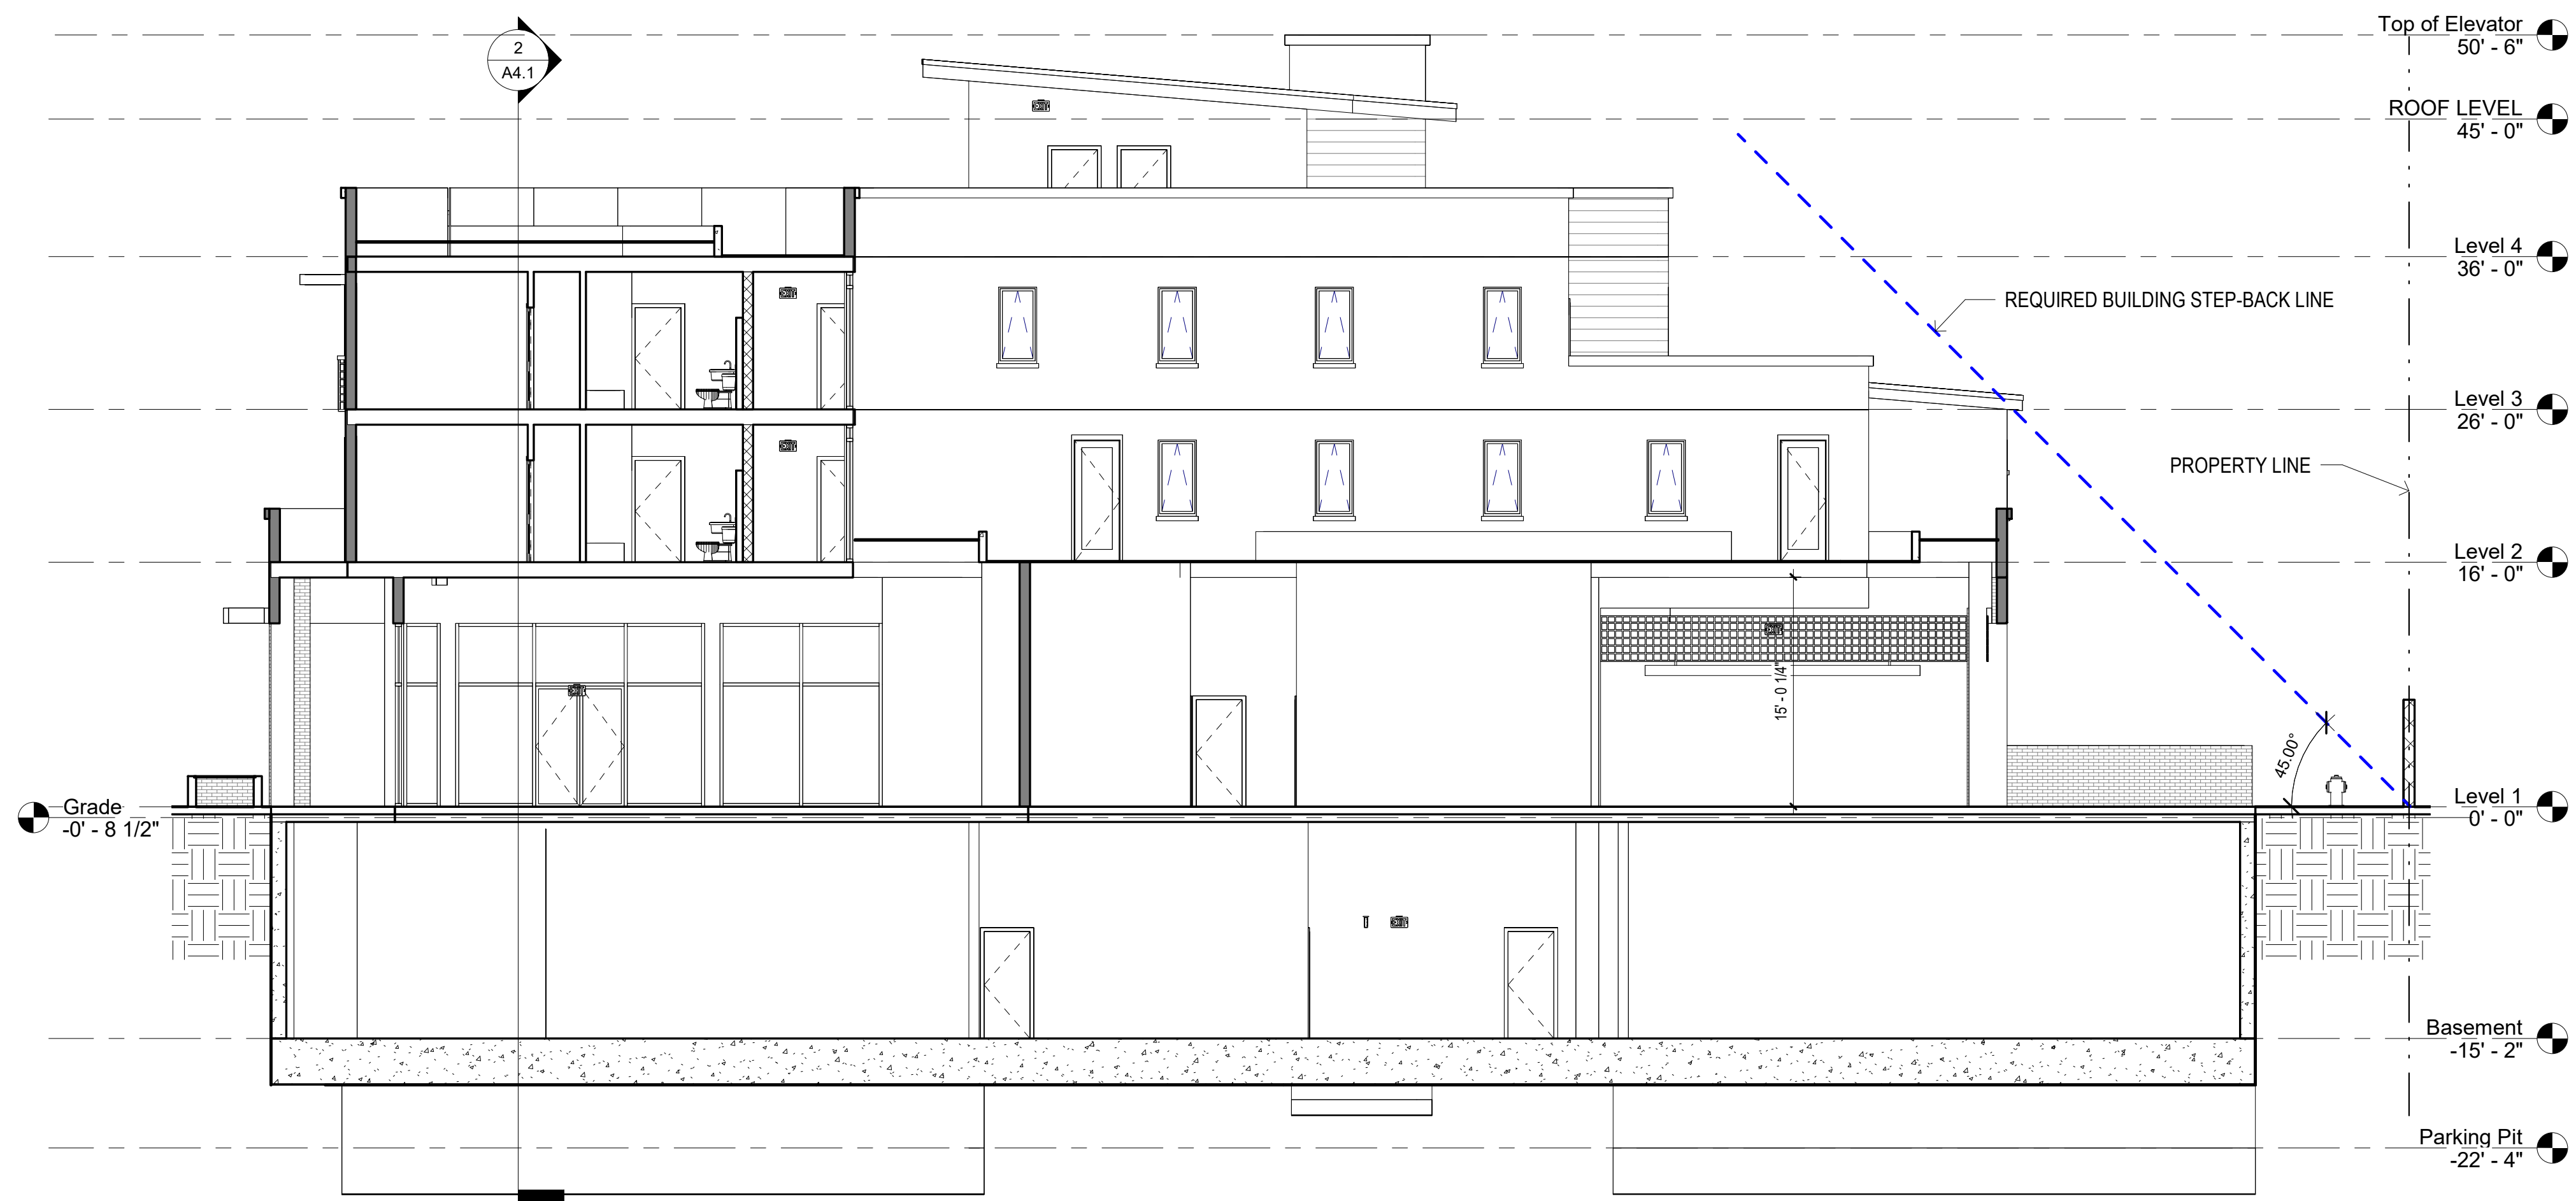 Top of Elevator
50' - 6"
2
A4.1
ROOF LEVEL
45' - 0"
Level 4
36' - 0"
REQUIRED BUILDING STEP-BACK LINE
Level 3
26' - 0"
PROPERTY LINE
Level 2
16' - 0"
15' - 0 1/4"
45.00°
Grade
-0' - 8 1/2"
Level 1
0' - 0"
Basement
-15' - 2"
Parking Pit
-22' - 4"